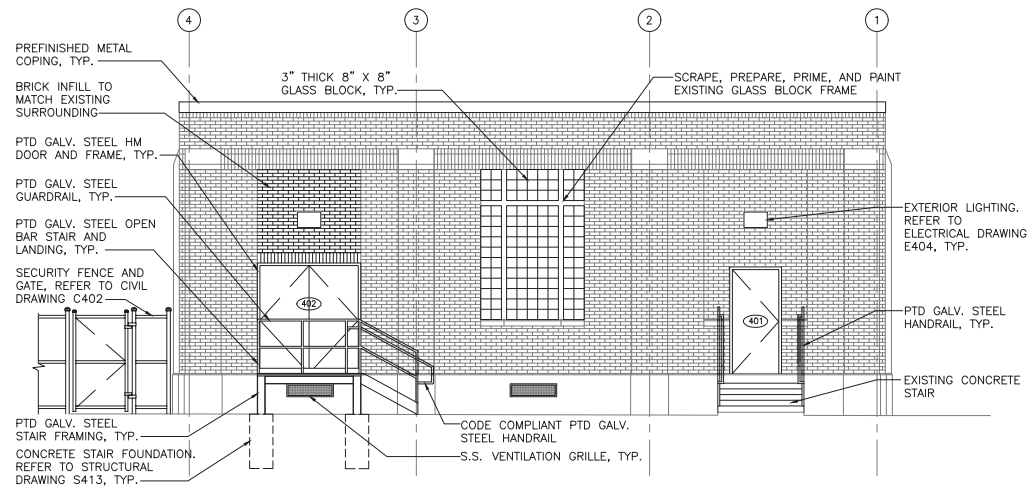 4
3
2
1
PREFINISHED METAL
COPING, TYP.
BRICK INFILL TO
MATCH EXISTING
SURROUNDING
PTD GALV. STEEL HM
DOOR AND FRAME, TYP.
PTD GALV. STEEL
GUARDRAIL, TYP.
PTD GALV. STEEL OPEN
BAR STAIR AND
LANDING, TYP.
SECURITY FENCE AND
GATE, REFER TO CIVIL
DRAWING C402
PTD GALV. STEEL
STAIR FRAMING, TYP.
CONCRETE STAIR FOUNDATION.
REFER TO STRUCTURAL
DRAWING S413, TYP.
3" THICK 8" X 8"
GLASS BLOCK, TYP.
SCRAPE, PREPARE, PRIME, AND PAINT
EXISTING GLASS BLOCK FRAME
402
401
CODE COMPLIANT PTD GALV.
STEEL HANDRAIL
S.S. VENTILATION GRILLE, TYP.
EXTERIOR LIGHTING.
REFER TO
ELECTRICAL DRAWING
E404, TYP.
PTD GALV. STEEL
HANDRAIL, TYP.
EXISTING CONCRETE
STAIR